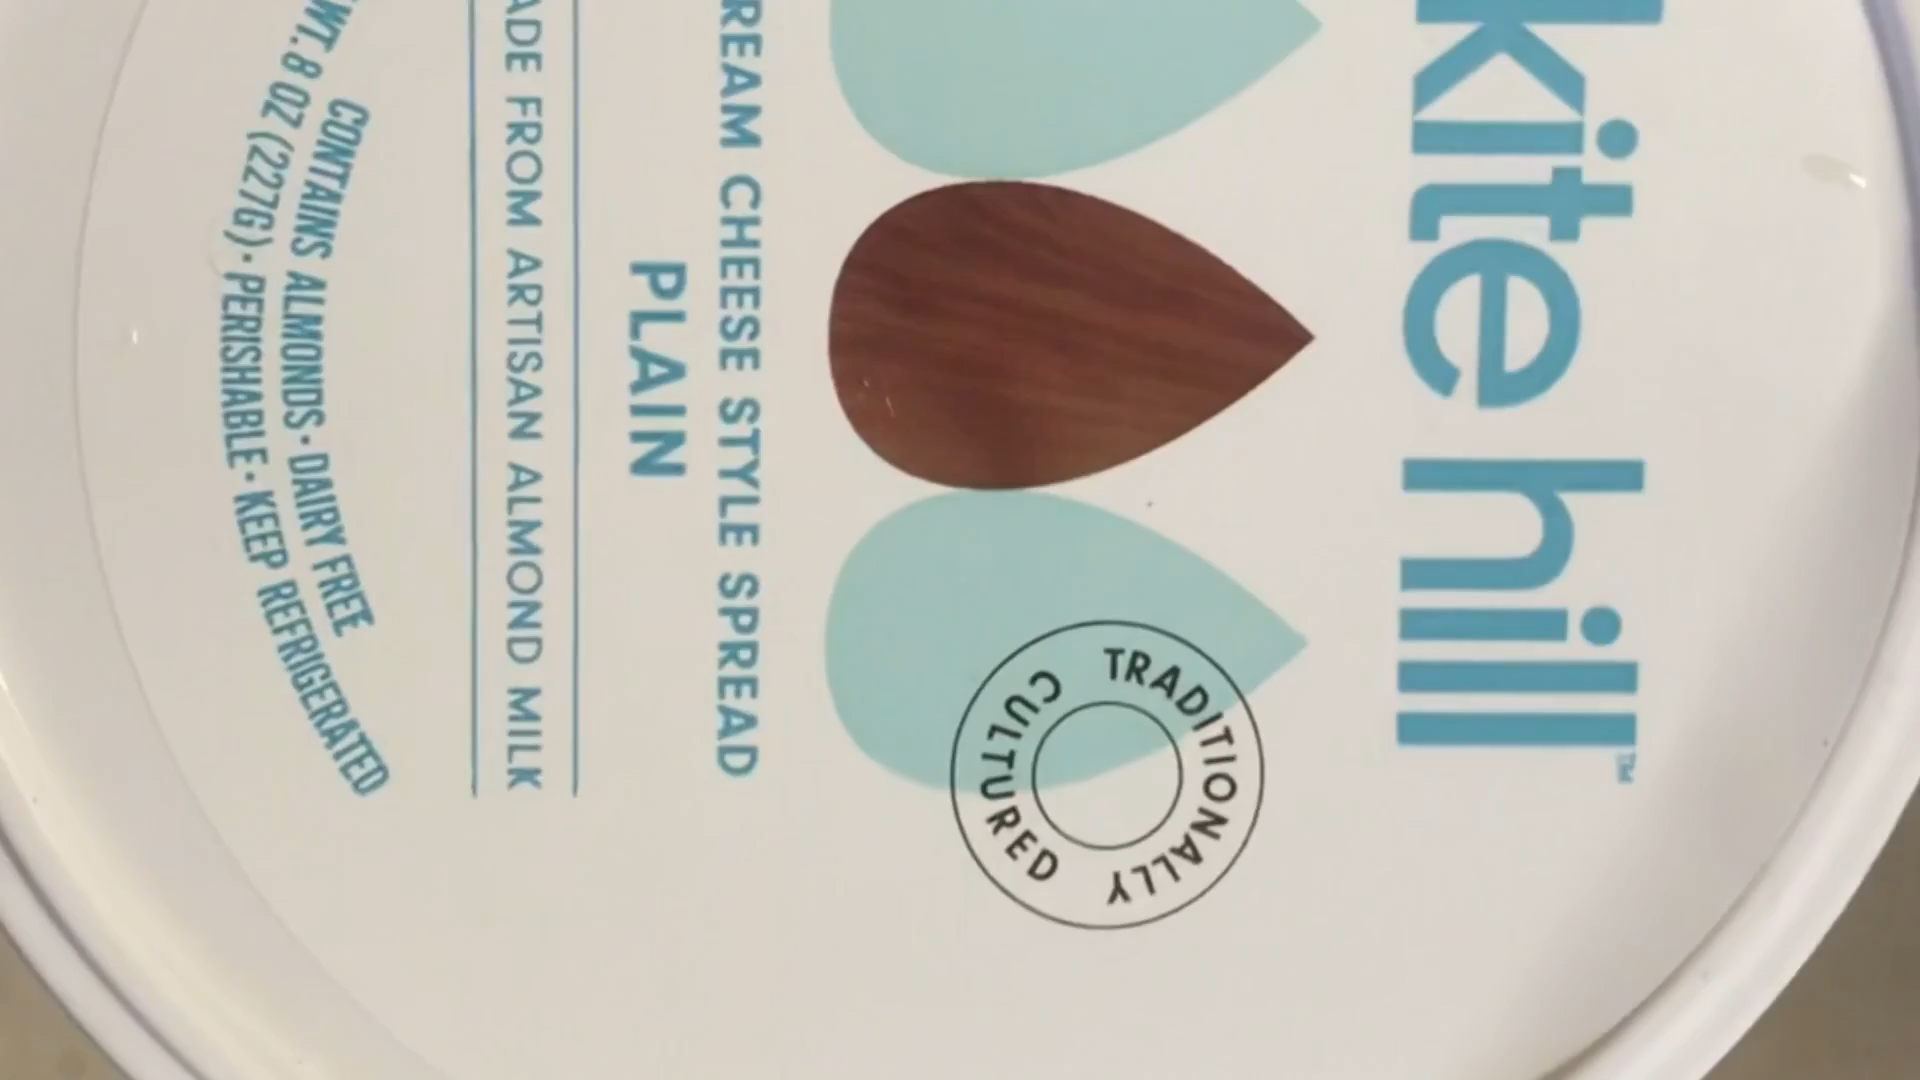 kite hill™
TRADITIONALLY
CULTURED
REAM CHEESE STYLE SPREAD
PLAIN
ADE FROM ARTISAN ALMOND MILK
CONTAINS ALMONDS • DAIRY FREE
WT. 8 OZ (227G) • PERISHABLE • KEEP REFRIGERATED